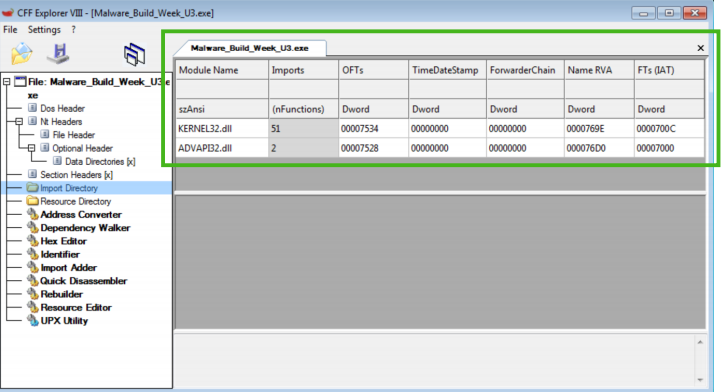 CFF Explorer VIII - [Malware_Build_Week_U3.exe]
File Settings ?
Malware_Build_Week_U3.exe
Module Name Imports OFTs TimeDateStamp ForwarderChain Name RVA FTs (IAT)
szAnsi (nFunctions) Dword Dword Dword Dword Dword
KERNEL32.dll 51 00007534 00000000 00000000 0000769E 0000700C
ADVAPI32.dll 2 00007528 00000000 00000000 000076D0 00007000
File: Malware_Build_Week_U3.e
xe
Dos Header
Nt Headers
File Header
Optional Header
Data Directories [x]
Section Headers [x]
Import Directory
Resource Directory
Address Converter
Dependency Walker
Hex Editor
Identifier
Import Adder
Quick Disassembler
Rebuilder
Resource Editor
UPX Utility